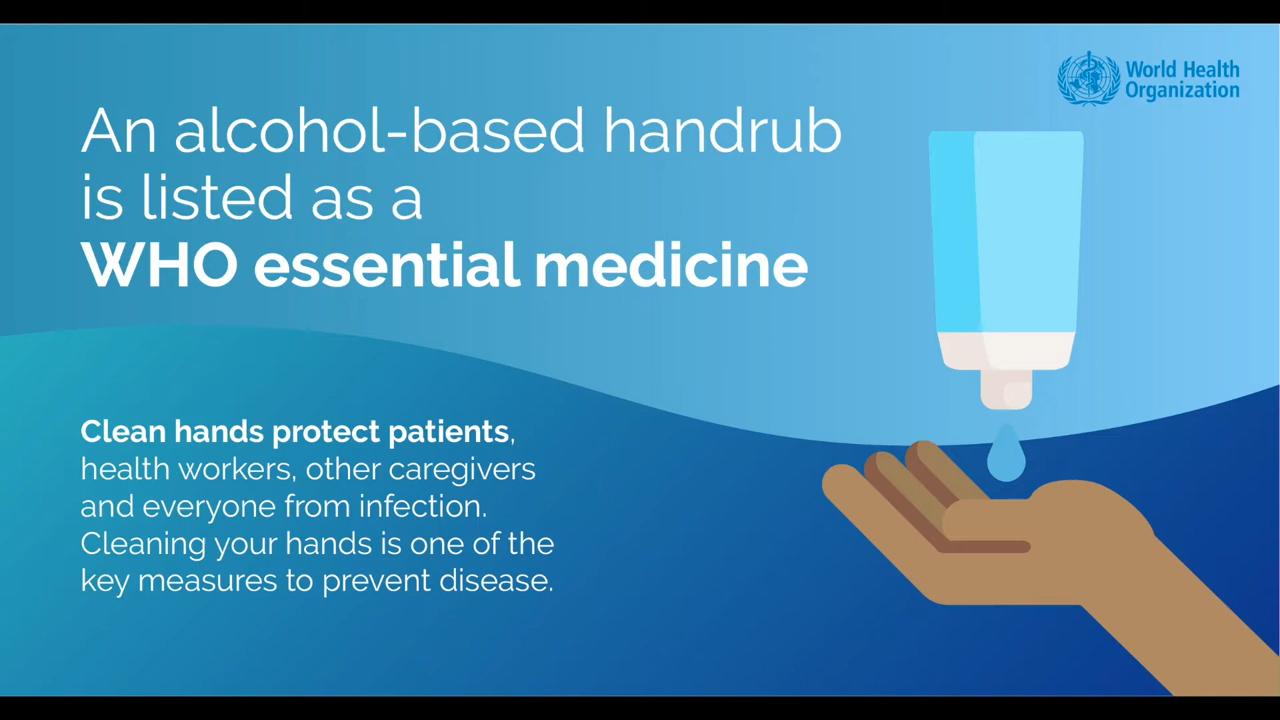 World Health
Organization
An alcohol-based handrub
is listed as a
WHO essential medicine
Clean hands protect patients,
health workers, other caregivers
and everyone from infection.
Cleaning your hands is one of the
key measures to prevent disease.